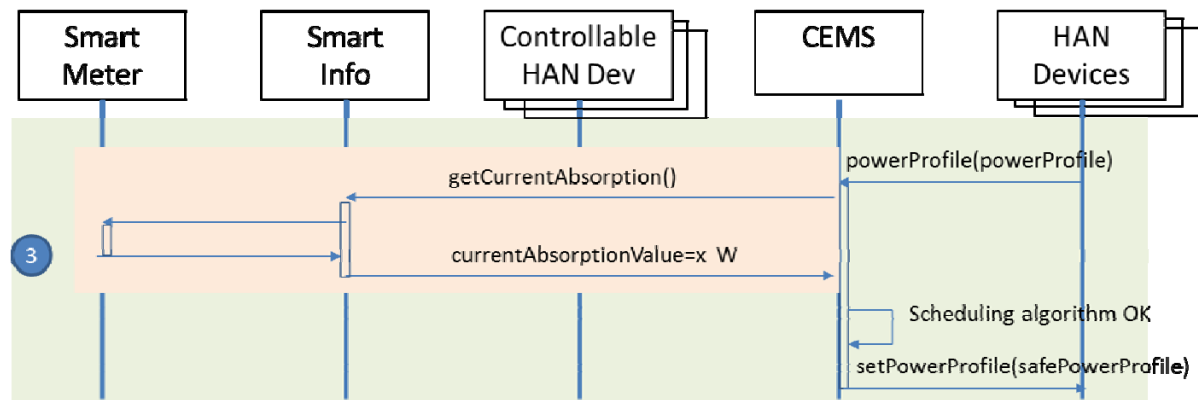 Smart
Meter
Smart
Info
Controllable
HAN Dev
CEMS
HAN
Devices
powerProfile(powerProfile)
getCurrentAbsorption()
3
currentAbsorptionValue=x W
Scheduling algorithm OK
setPowerProfile(safePowerProfile)